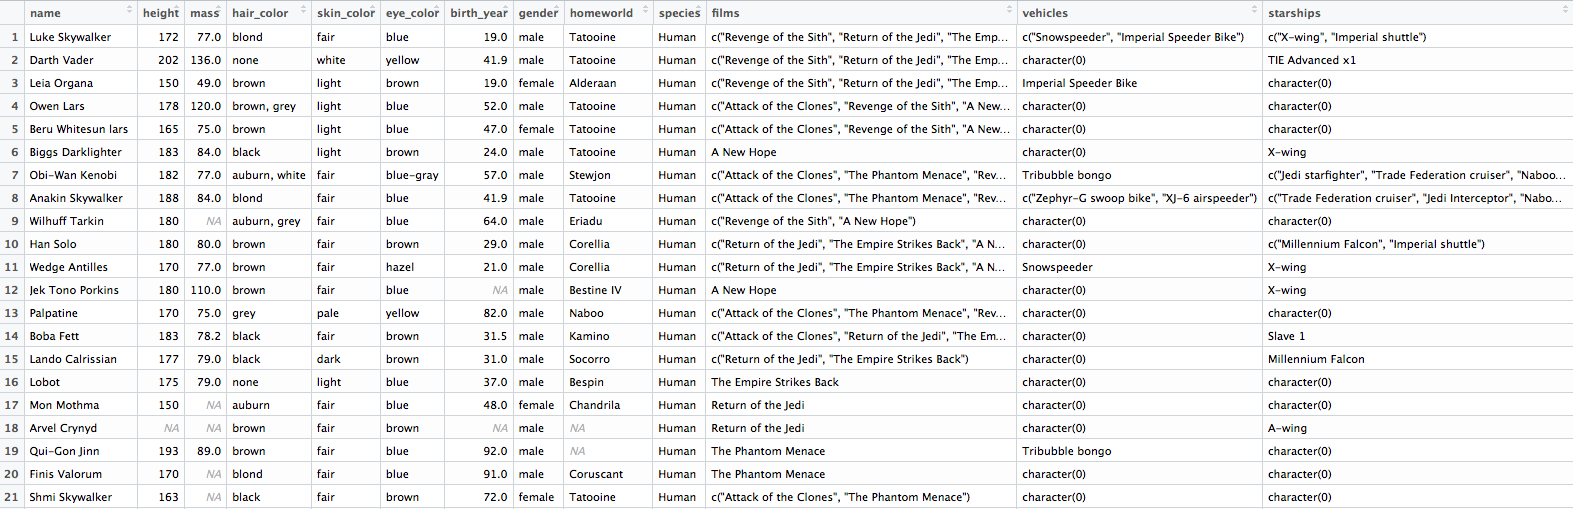 name height mass hair_color skin_color eye_color birth_year gender homeworld species films vehicles starships
1 Luke Skywalker 172 77.0 blond fair blue 19.0 male Tatooine Human c("Revenge of the Sith", "Return of the Jedi", "The Emp... c("Snowspeeder", "Imperial Speeder Bike") c("X-wing", "Imperial shuttle")
2 Darth Vader 202 136.0 none white yellow 41.9 male Tatooine Human c("Revenge of the Sith", "Return of the Jedi", "The Emp... character(0) TIE Advanced x1
3 Leia Organa 150 49.0 brown light brown 19.0 female Alderaan Human c("Revenge of the Sith", "Return of the Jedi", "The Emp... Imperial Speeder Bike character(0)
4 Owen Lars 178 120.0 brown, grey light blue 52.0 male Tatooine Human c("Attack of the Clones", "Revenge of the Sith", "A New... character(0) character(0)
5 Beru Whitesun lars 165 75.0 brown light blue 47.0 female Tatooine Human c("Attack of the Clones", "Revenge of the Sith", "A New... character(0) character(0)
6 Biggs Darklighter 183 84.0 black light brown 24.0 male Tatooine Human A New Hope character(0) X-wing
7 Obi-Wan Kenobi 182 77.0 auburn, white fair blue-gray 57.0 male Stewjon Human c("Attack of the Clones", "The Phantom Menace", "Rev... Tribubble bongo c("Jedi starfighter", "Trade Federation cruiser", "Naboo...
8 Anakin Skywalker 188 84.0 blond fair blue 41.9 male Tatooine Human c("Attack of the Clones", "The Phantom Menace", "Rev... c("Zephyr-G swoop bike", "XJ-6 airspeeder") c("Trade Federation cruiser", "Jedi Interceptor", "Nabo...
9 Wilhuff Tarkin 180 NA auburn, grey fair blue 64.0 male Eriadu Human c("Revenge of the Sith", "A New Hope") character(0) character(0)
10 Han Solo 180 80.0 brown fair brown 29.0 male Corellia Human c("Return of the Jedi", "The Empire Strikes Back", "A N... character(0) c("Millennium Falcon", "Imperial shuttle")
11 Wedge Antilles 170 77.0 brown fair hazel 21.0 male Corellia Human c("Return of the Jedi", "The Empire Strikes Back", "A N... Snowspeeder X-wing
12 Jek Tono Porkins 180 110.0 brown fair blue NA male Bestine IV Human A New Hope character(0) X-wing
13 Palpatine 170 75.0 grey pale yellow 82.0 male Naboo Human c("Attack of the Clones", "The Phantom Menace", "Rev... character(0) character(0)
14 Boba Fett 183 78.2 black fair brown 31.5 male Kamino Human c("Attack of the Clones", "Return of the Jedi", "The Em... character(0) Slave 1
15 Lando Calrissian 177 79.0 black dark brown 31.0 male Socorro Human c("Return of the Jedi", "The Empire Strikes Back") character(0) Millennium Falcon
16 Lobot 175 79.0 none light blue 37.0 male Bespin Human The Empire Strikes Back character(0) character(0)
17 Mon Mothma 150 NA auburn fair blue 48.0 female Chandrila Human Return of the Jedi character(0) character(0)
18 Arvel Crynyd NA NA brown fair brown NA male NA Human Return of the Jedi character(0) A-wing
19 Qui-Gon Jinn 193 89.0 brown fair blue 92.0 male NA Human The Phantom Menace Tribubble bongo character(0)
20 Finis Valorum 170 NA blond fair blue 91.0 male Coruscant Human The Phantom Menace character(0) character(0)
21 Shmi Skywalker 163 NA black fair brown 72.0 female Tatooine Human c("Attack of the Clones", "The Phantom Menace") character(0) character(0)